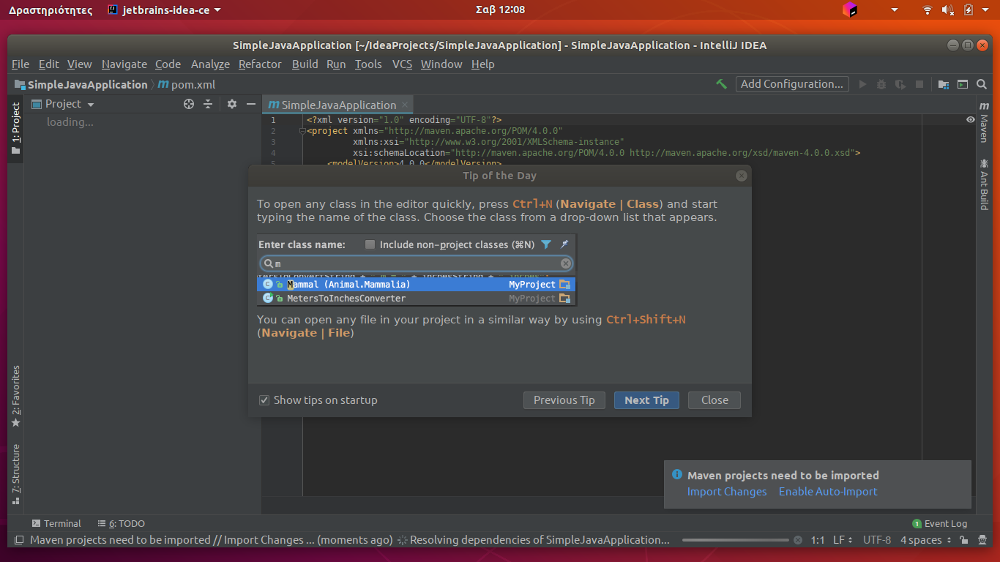 Δραστηριότητες jetbrains-idea-ce Σαβ 12:08
SimpleJavaApplication [~/IdeaProjects/SimpleJavaApplication] - SimpleJavaApplication - IntelliJ IDEA
File Edit View Navigate Code Analyze Refactor Build Run Tools VCS Window Help
SimpleJavaApplication m pom.xml Add Configuration...
1: Project
Project
loading...
m SimpleJavaApplication
1 <?xml version="1.0" encoding="UTF-8"?>
2 <project xmlns="http://maven.apache.org/POM/4.0.0"
3 xmlns:xsi="http://www.w3.org/2001/XMLSchema-instance"
4 xsi:schemaLocation="http://maven.apache.org/POM/4.0.0 http://maven.apache.org/xsd/maven-4.0.0.xsd">
5 <modelVersion>4.0.0</modelVersion>
m Maven
Ant Build
Tip of the Day
To open any class in the editor quickly, press Ctrl+N (Navigate | Class) and start
typing the name of the class. Choose the class from a drop-down list that appears.
Enter class name: Include non-project classes (⌘N)
m
C Mammal (Animal.Mammalia) MyProject
C MetersToInchesConverter MyProject
You can open any file in your project in a similar way by using Ctrl+Shift+N
(Navigate | File)
Show tips on startup Previous Tip Next Tip Close
2: Favorites
7: Structure
Maven projects need to be imported
Import Changes Enable Auto-Import
Terminal 6: TODO 1 Event Log
Maven projects need to be imported // Import Changes ... (moments ago) Resolving dependencies of SimpleJavaApplication... 1:1 LF UTF-8 4 spaces